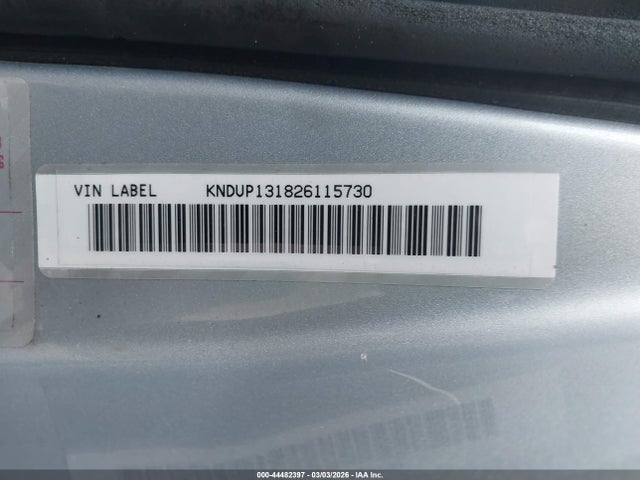 VIN LABEL KNDUP131826115730
000-44482397 - 03/03/2026 - IAA Inc.